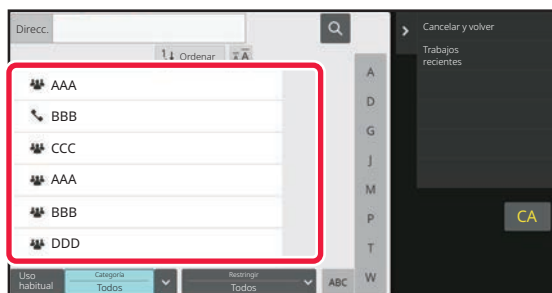 Direcc.
Ordenar
A
AAA
BBB
CCC
AAA
BBB
DDD
A
D
G
J
M
P
T
W
Uso
habitual
Categoría
Todos
Restringir
Todos
ABC
Cancelar y volver
Trabajos
recientes
CA